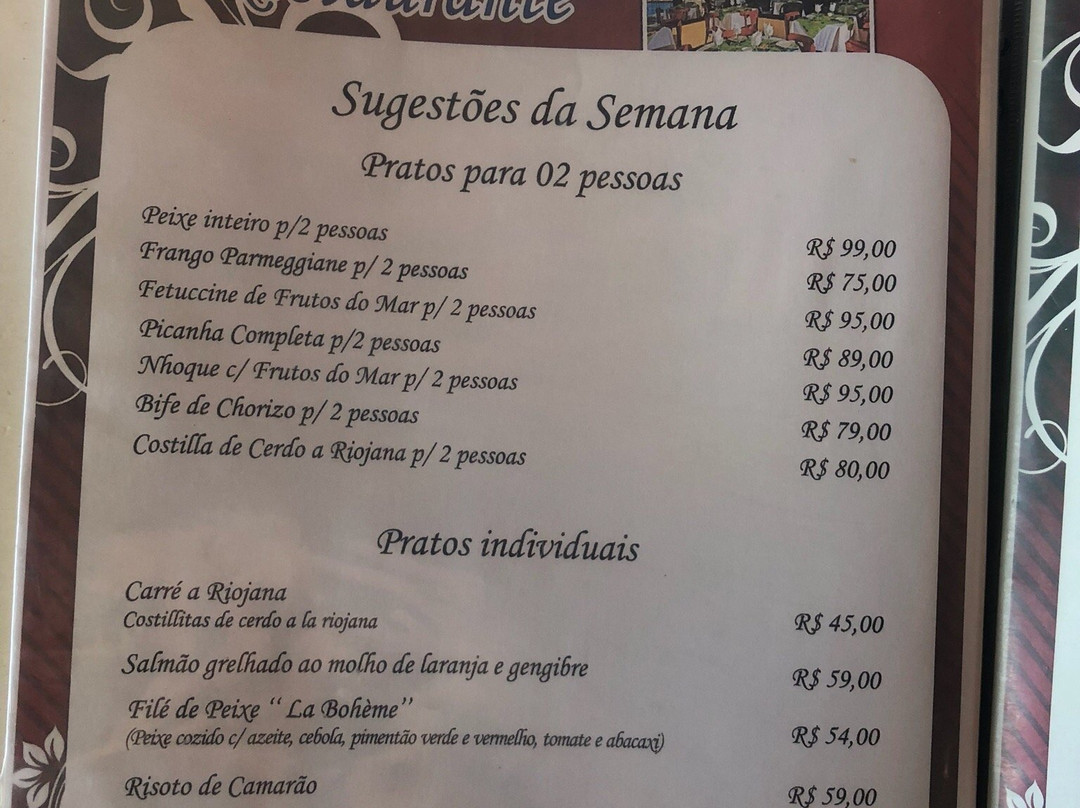 Sugestões da Semana
Pratos para 02 pessoas
Peixe inteiro p/2 pessoas R$ 99,00
Frango Parmeggiane p/ 2 pessoas R$ 75,00
Fetuccine de Frutos do Mar p/ 2 pessoas R$ 95,00
Picanha Completa p/2 pessoas R$ 89,00
Nhoque c/ Frutos do Mar p/ 2 pessoas R$ 95,00
Bife de Chorizo p/ 2 pessoas R$ 79,00
Costilla de Cerdo a Riojana p/ 2 pessoas R$ 80,00
Pratos individuais
Carré a Riojana
Costillitas de cerdo a la riojana R$ 45,00
Salmão grelhado ao molho de laranja e gengibre R$ 59,00
Filé de Peixe “ La Bohème”
(Peixe cozido c/ azeite, cebola, pimentão verde e vermelho, tomate e abacaxi) R$ 54,00
Risoto de Camarão R$ 59,00